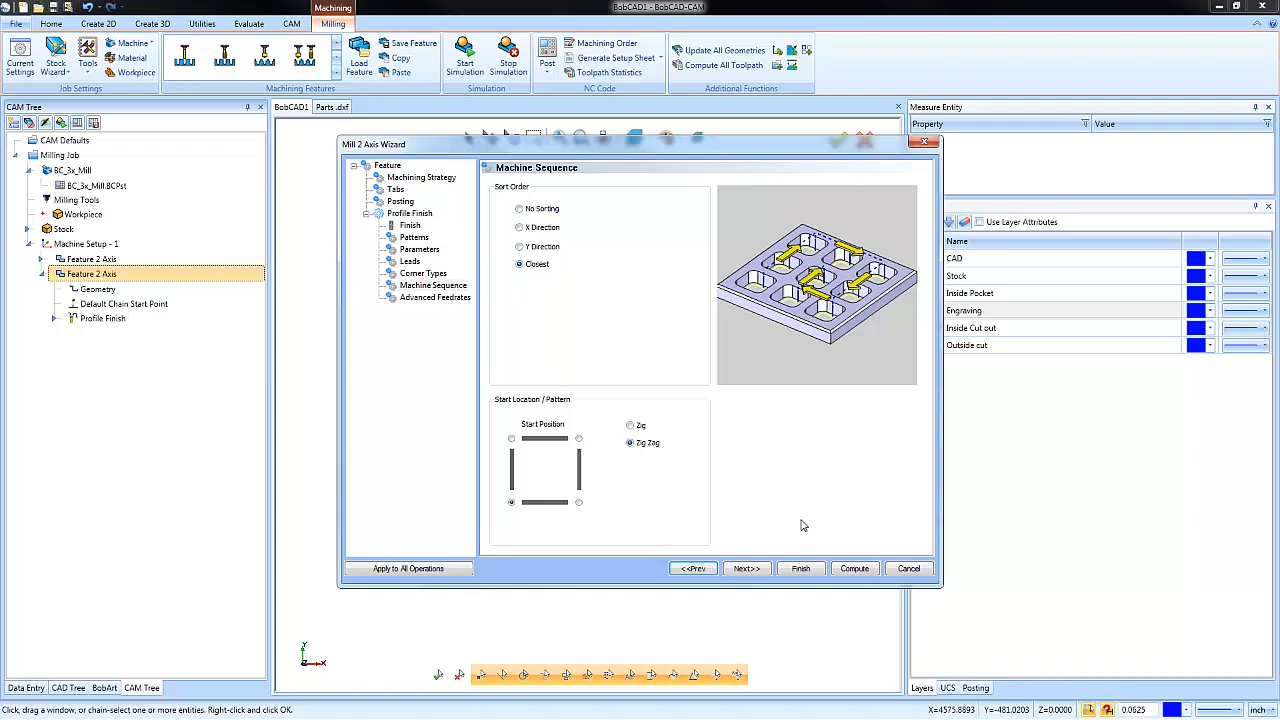 Machining
BobCAD1 - BobCAD-CAM
File Home Create 2D Create 3D Utilities Evaluate CAM Milling
Current Settings
Stock Wizard
Tools
Machine
Material
Workpiece
Job Settings
Load Feature
Save Feature
Copy
Paste
Machining Features
Start Simulation
Stop Simulation
Simulation
Post
Machining Order
Generate Setup Sheet
Toolpath Statistics
NC Code
Update All Geometries
Compute All Toolpath
Additional Functions
CAM Tree
BobCAD1 Parts .dxf
Measure Entity
Property Value
CAM Defaults
Milling Job
BC_3x_Mill
BC_3x_Mill.BCPst
Milling Tools
Workpiece
Stock
Machine Setup - 1
Feature 2 Axis
Feature 2 Axis
Geometry
Default Chain Start Point
Profile Finish
Mill 2 Axis Wizard
Feature
Machining Strategy
Tabs
Posting
Profile Finish
Finish
Patterns
Parameters
Leads
Corner Types
Machine Sequence
Advanced Feedrates
Machine Sequence
Sort Order
No Sorting
X Direction
Y Direction
Closest
Start Location / Pattern
Start Position
Zig
Zig Zag
Apply to All Operations
<<Prev Next>> Finish Compute Cancel
Use Layer Attributes
Name
CAD
Stock
Inside Pocket
Engraving
Inside Cut out
Outside cut
Y
X
Z
Data Entry CAD Tree BobArt CAM Tree
Layers UCS Posting
Click, drag a window, or chain-select one or more entities. Right-click and click OK.
X=4575.8893 Y=-481.0203 Z=0.0000 0.0625 inch